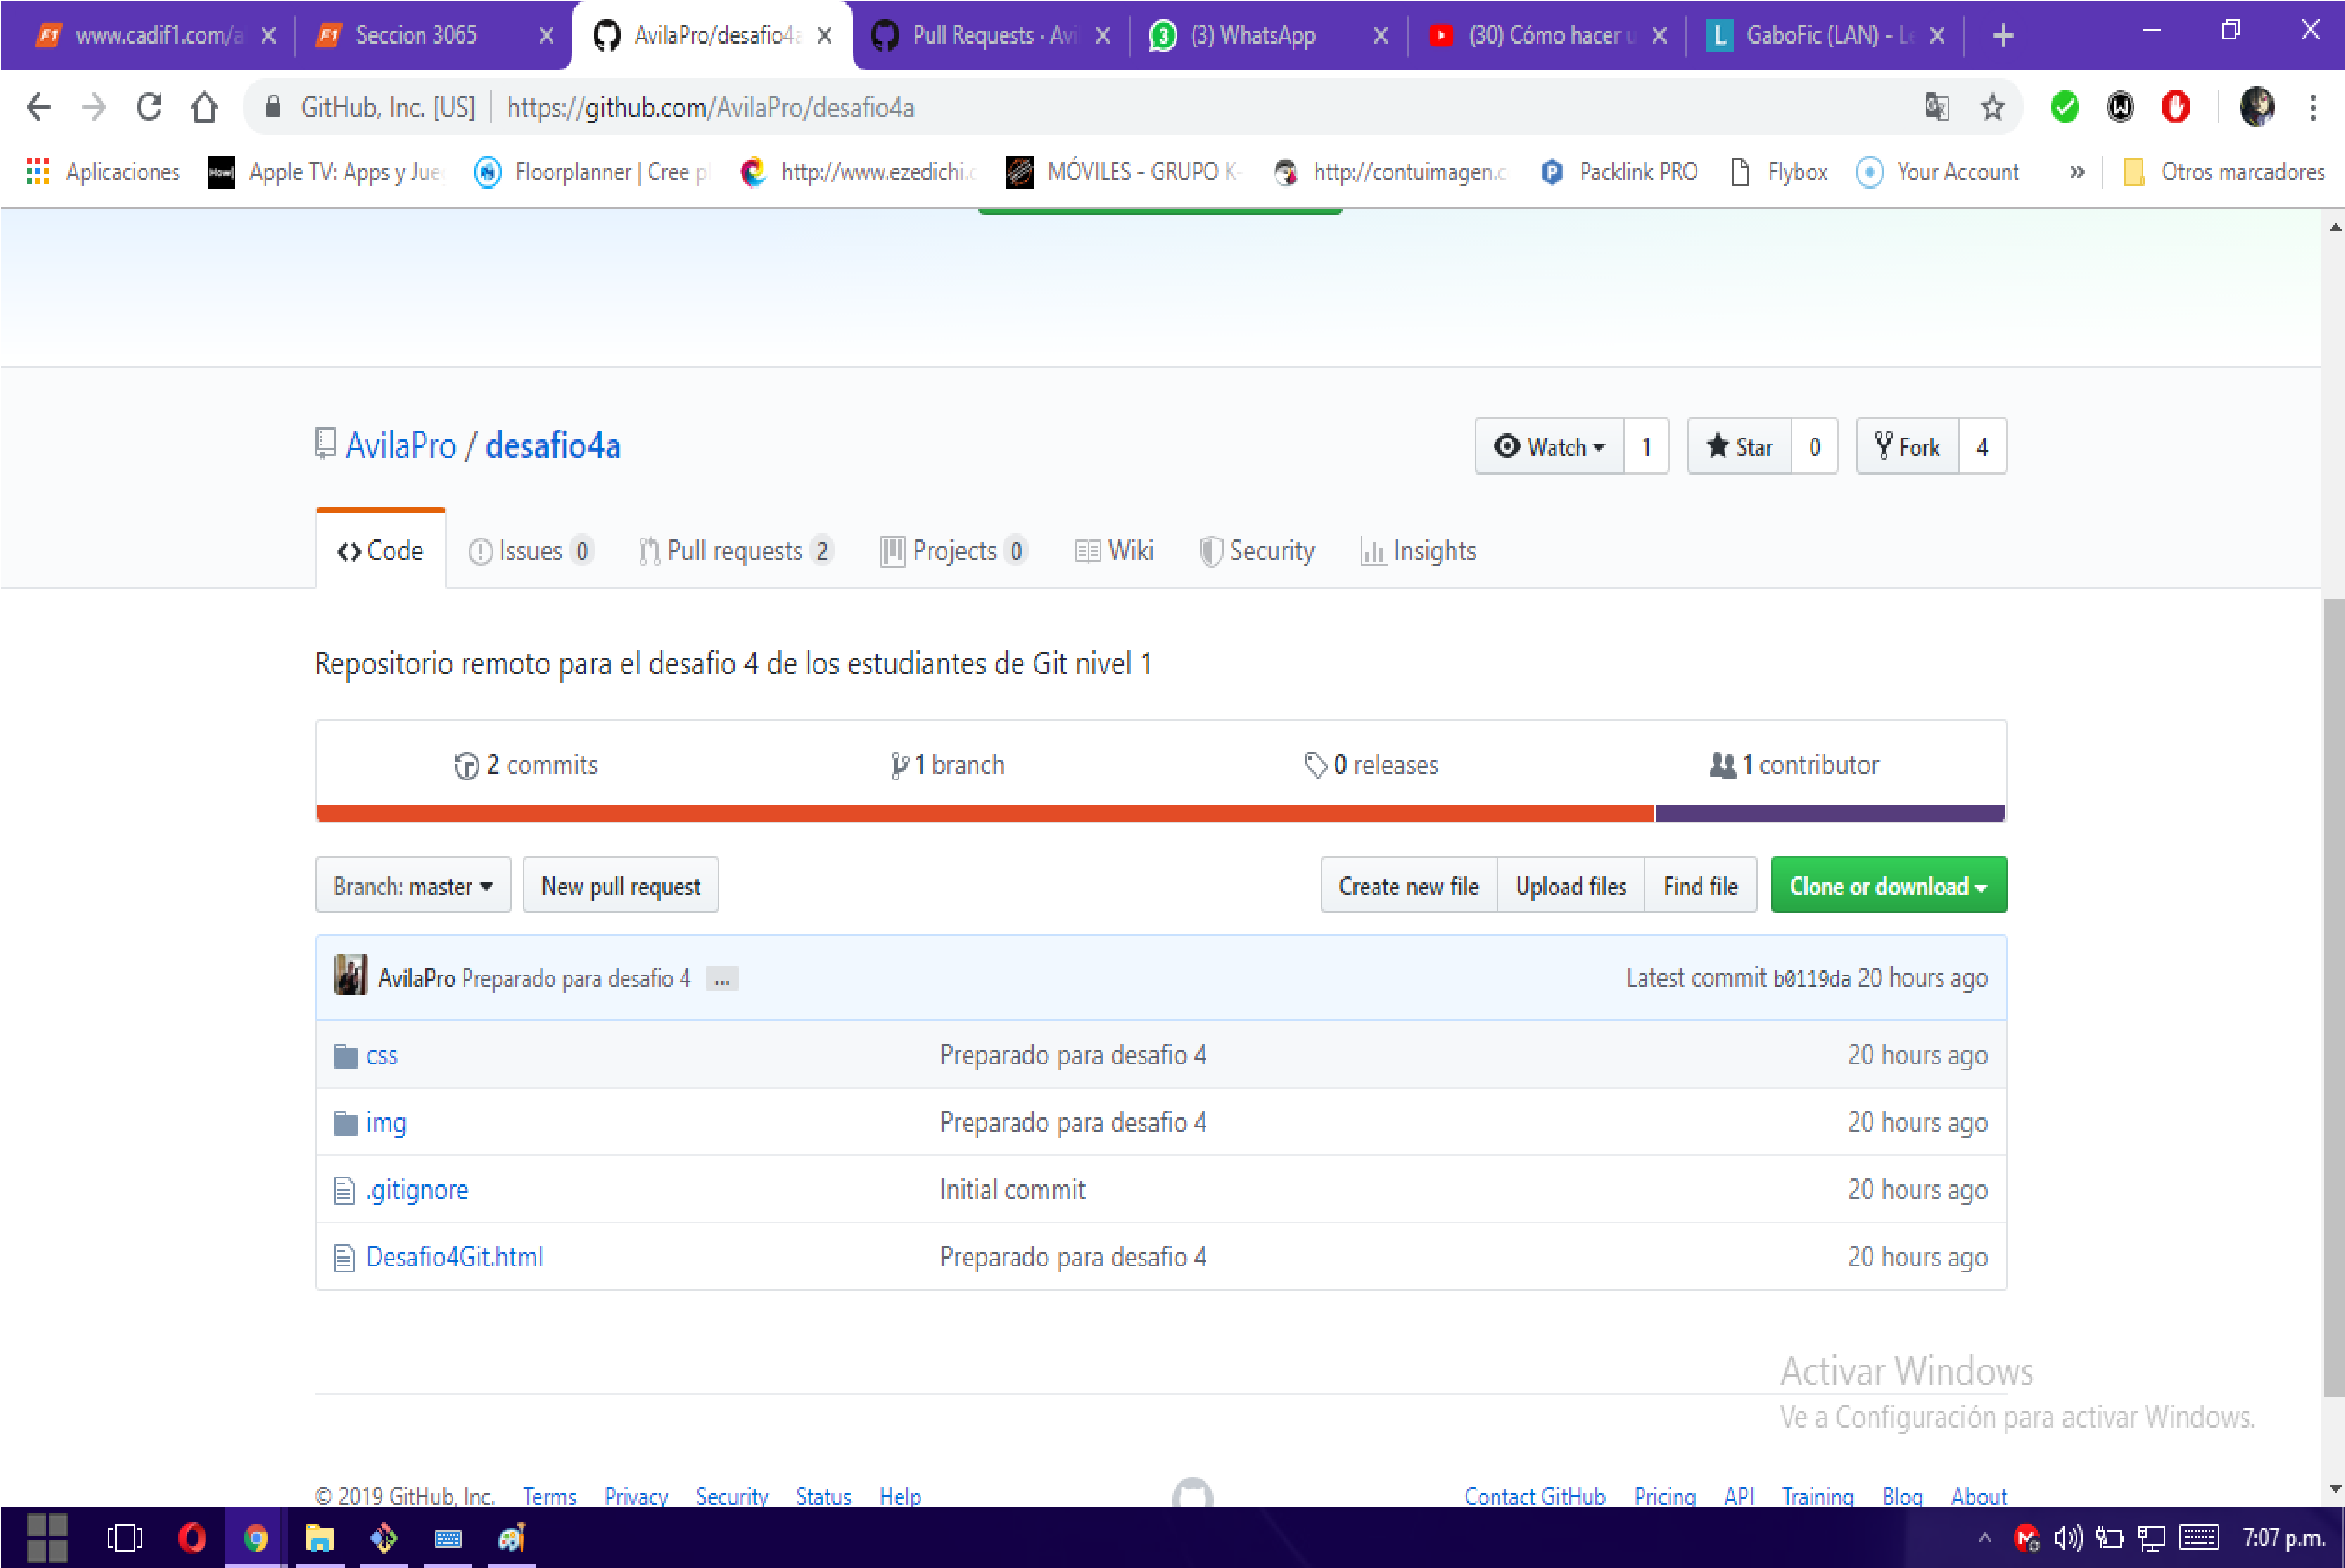 www.cadif1.com/a
Seccion 3065
AvilaPro/desafio4a
Pull Requests · Avi
(3) WhatsApp
(30) Cómo hacer u
GaboFic (LAN) - Le
GitHub, Inc. [US] https://github.com/AvilaPro/desafio4a
Aplicaciones
Apple TV: Apps y Jue
Floorplanner | Cree p
http://www.ezedichi.c
MÓVILES - GRUPO K-
http://contuimagen.c
Packlink PRO
Flybox
Your Account
»
Otros marcadores
AvilaPro / desafio4a
Watch 1
Star 0
Fork 4
Code
Issues 0
Pull requests 2
Projects 0
Wiki
Security
Insights
Repositorio remoto para el desafio 4 de los estudiantes de Git nivel 1
2 commits
1 branch
0 releases
1 contributor
Branch: master
New pull request
Create new file
Upload files
Find file
Clone or download
AvilaPro Preparado para desafio 4 ...
Latest commit b0119da 20 hours ago
css Preparado para desafio 4 20 hours ago
img Preparado para desafio 4 20 hours ago
.gitignore Initial commit 20 hours ago
Desafio4Git.html Preparado para desafio 4 20 hours ago
Activar Windows
Ve a Configuración para activar Windows.
© 2019 GitHub, Inc. Terms Privacy Security Status Help
Contact GitHub Pricing API Training Blog About
7:07 p.m.